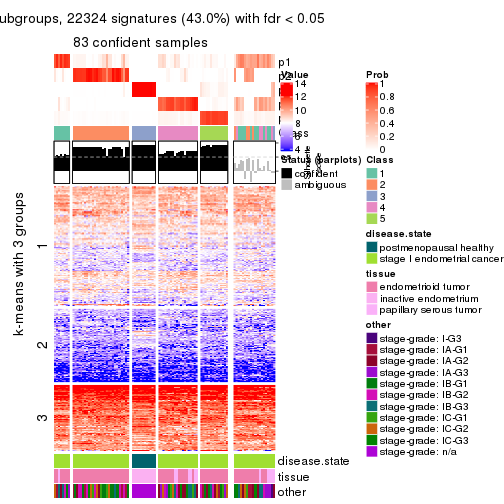 ubgroups, 22324 signatures (43.0%) with fdr < 0.05
83 confident samples
p1
p2
Value
14
12
10
8
6
4
Prob
1
0.8
0.6
0.4
0.2
0
Status (barplots)
confident
ambiguous
Class
1
2
3
4
5
disease.state
postmenopausal healthy
stage I endometrial cancer
tissue
endometrioid tumor
inactive endometrium
papillary serous tumor
other
stage-grade: I-G3
stage-grade: IA-G1
stage-grade: IA-G2
stage-grade: IA-G3
stage-grade: IB-G1
stage-grade: IB-G2
stage-grade: IB-G3
stage-grade: IC-G1
stage-grade: IC-G2
stage-grade: IC-G3
stage-grade: n/a
k-means with 3 groups
1
2
3
disease.state
tissue
other